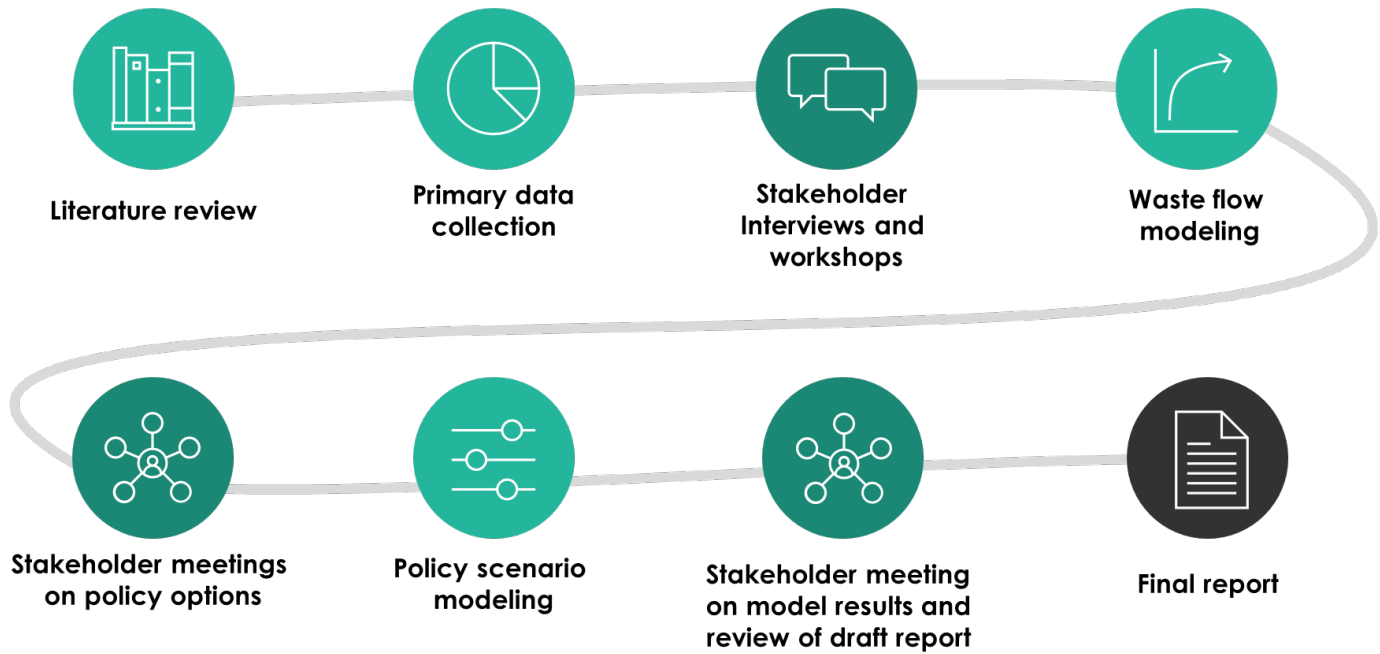 Literature review
Primary data
collection
Stakeholder
Interviews and
workshops
Waste flow
modeling
Stakeholder meetings
on policy options
Policy scenario
modeling
Stakeholder meeting
on model results and
review of draft report
Final report